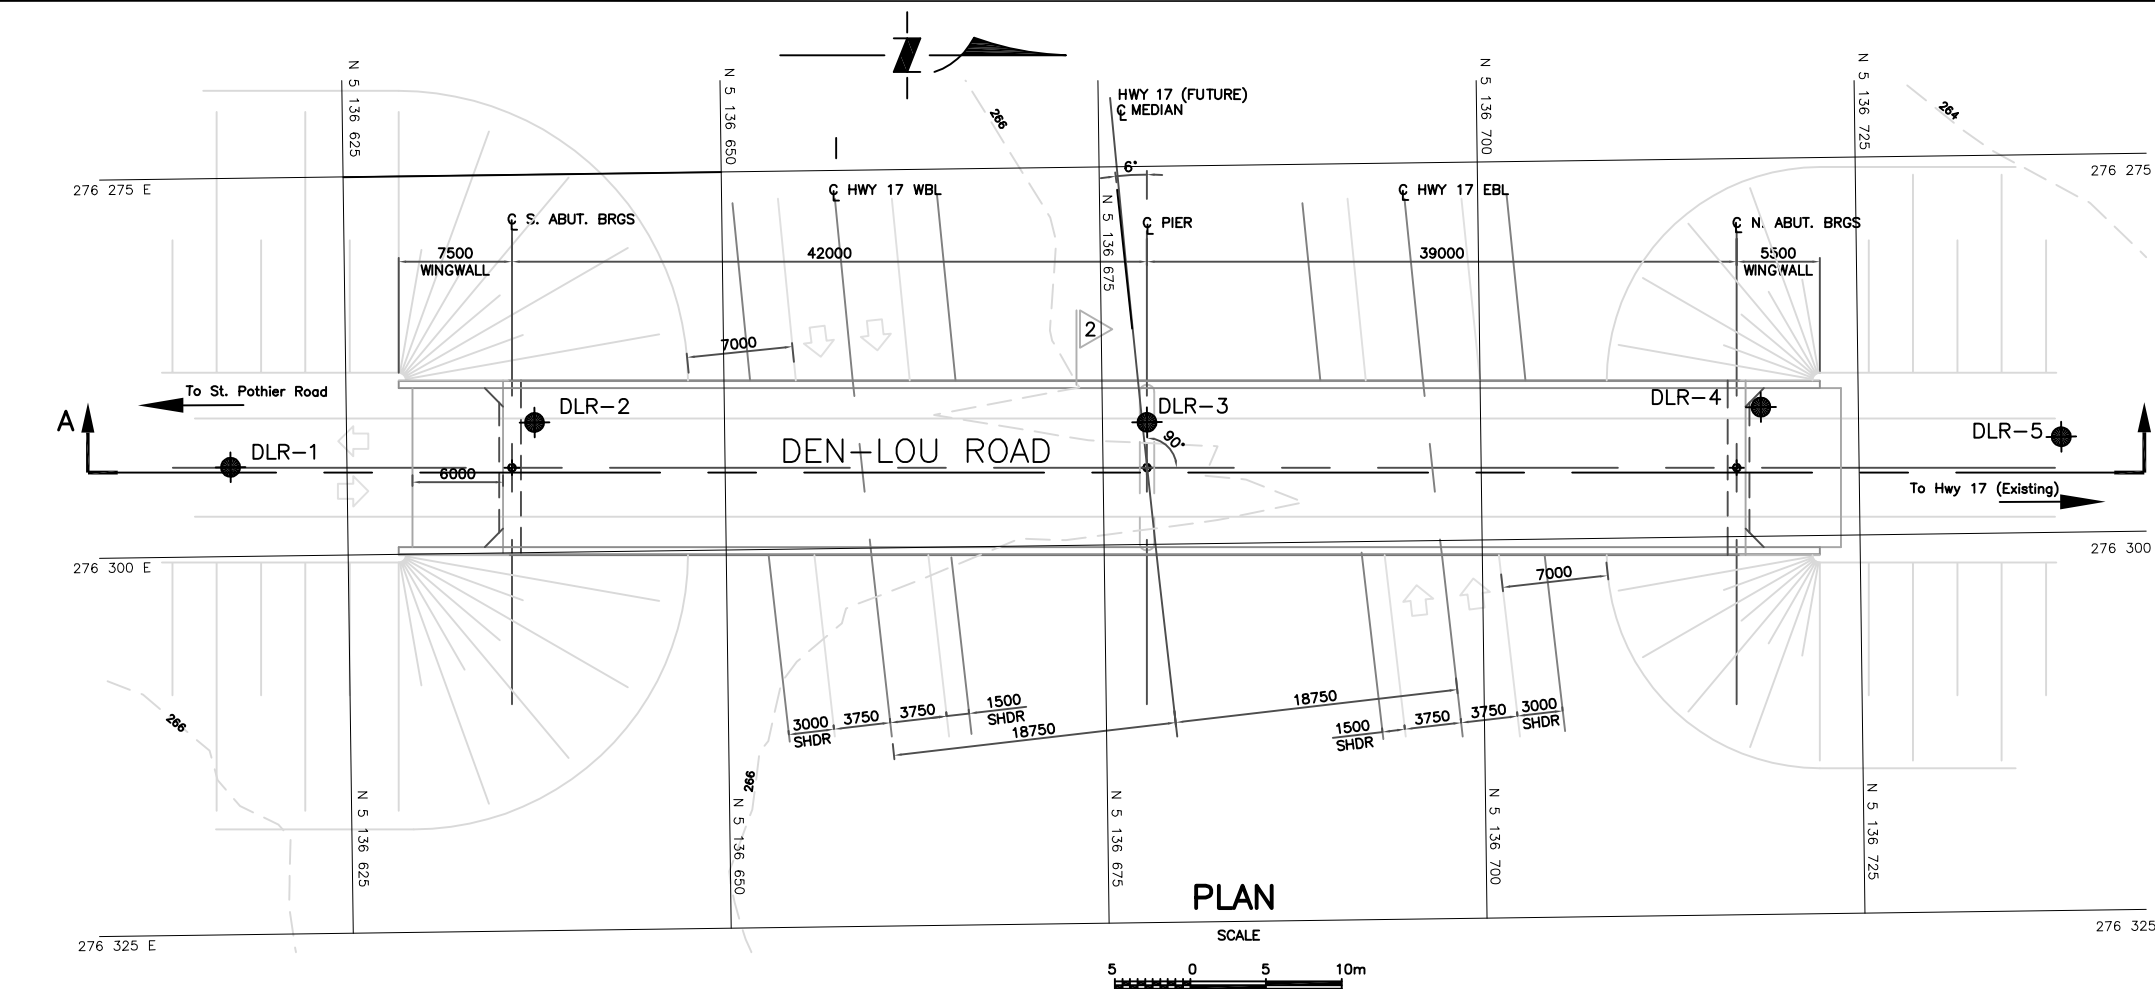 N 5 136 625
N 5 136 650
HWY 17 (FUTURE)
℄ MEDIAN
266
N 5 136 700
N 5 136 725
264
276 275 E
6°
276 275
℄ HWY 17 WBL
℄ HWY 17 EBL
N 5 136 675
℄ S. ABUT. BRGS
℄ PIER
℄ N. ABUT. BRGS
7500
WINGWALL
42000
39000
5500
WINGWALL
7000
2
To St. Pothier Road
A
DLR-1
DLR-2
DLR-3
DLR-4
DLR-5
DEN-LOU ROAD
90°
6000
To Hwy 17 (Existing)
276 300 E
276 300
7000
266
3000
SHDR
3750
3750
1500
SHDR
18750
18750
1500
SHDR
3750
3750
3000
SHDR
266
N 5 136 625
N 5 136 650
N 5 136 675
N 5 136 700
N 5 136 725
PLAN
SCALE
276 325 E
276 325
5 0 5 10m